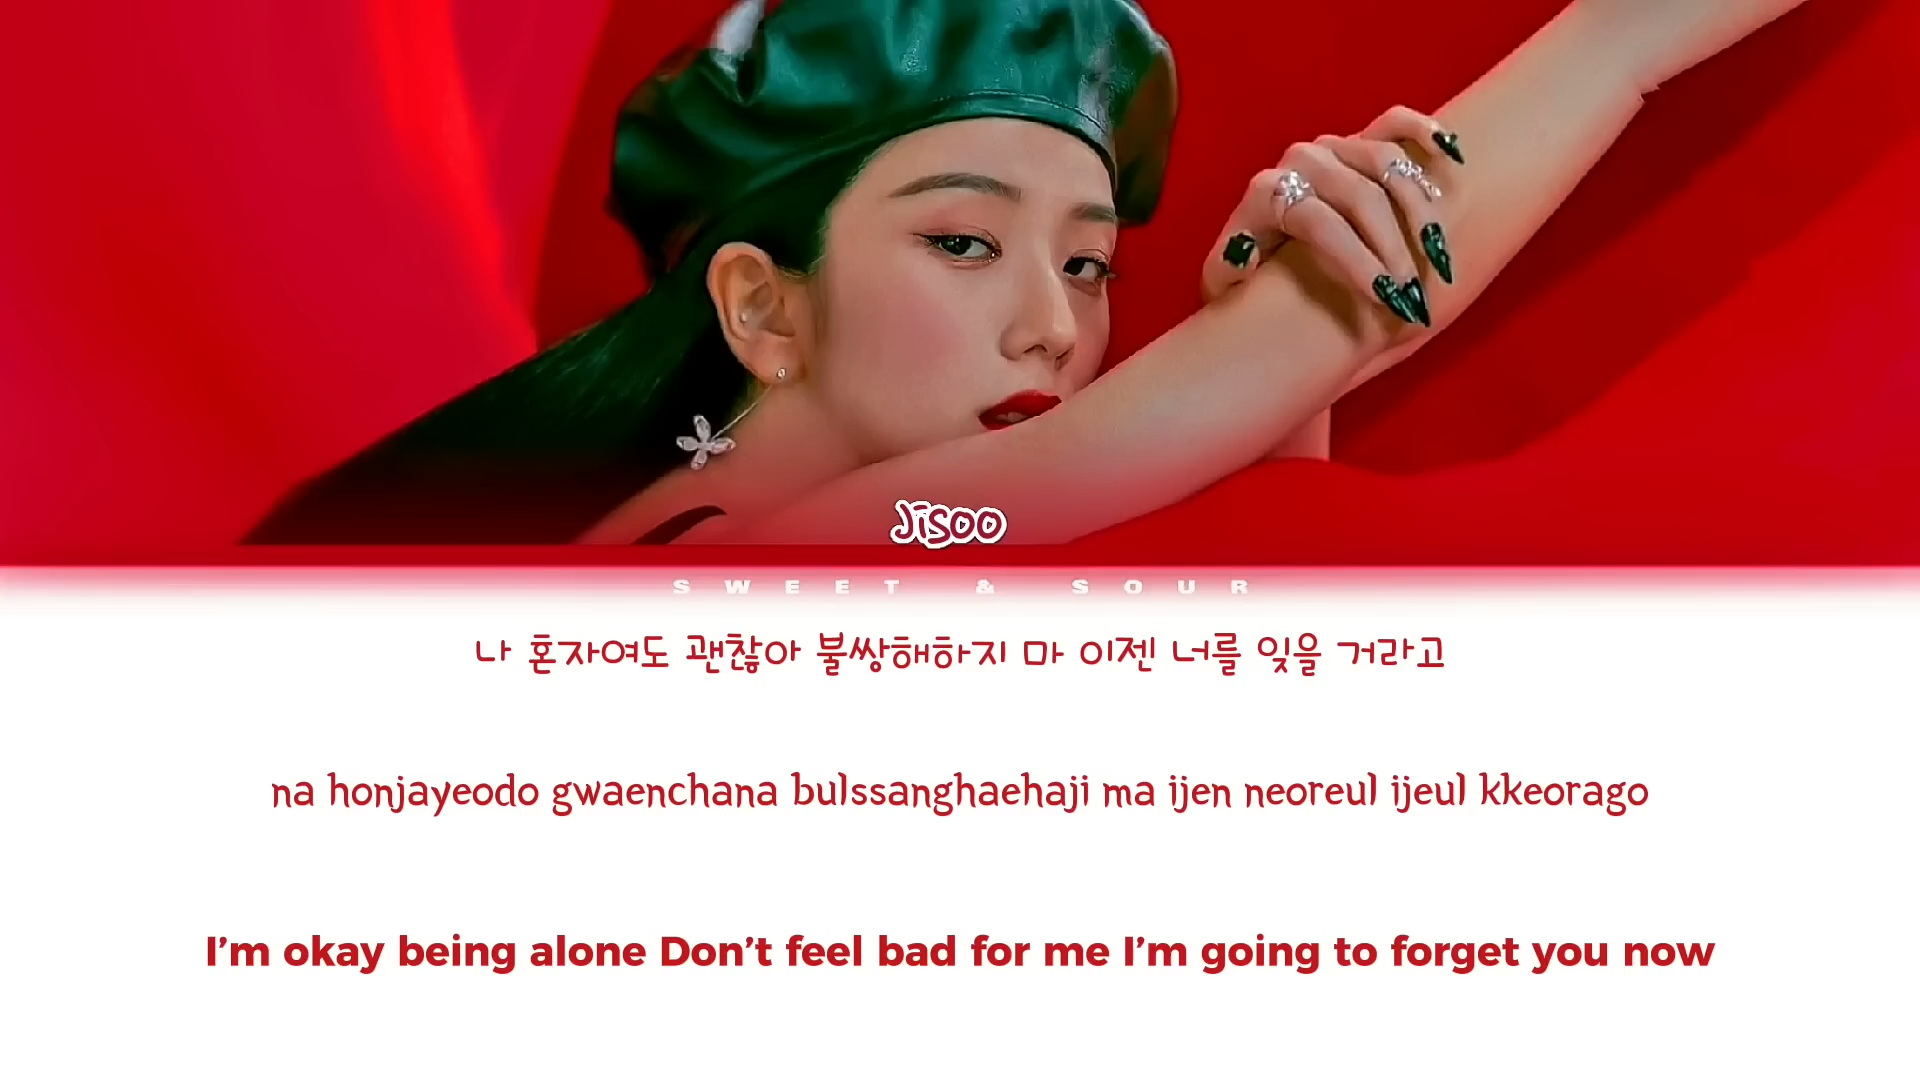 Jisoo
SWEET & SOUR
나 혼자여도 괜찮아 불쌍해하지 마 이젠 너를 잊을 거라고
na honjayeodo gwaenchana bulssanghaehaji ma ijen neoreul ijeul kkeorago
I'm okay being alone Don't feel bad for me I'm going to forget you now